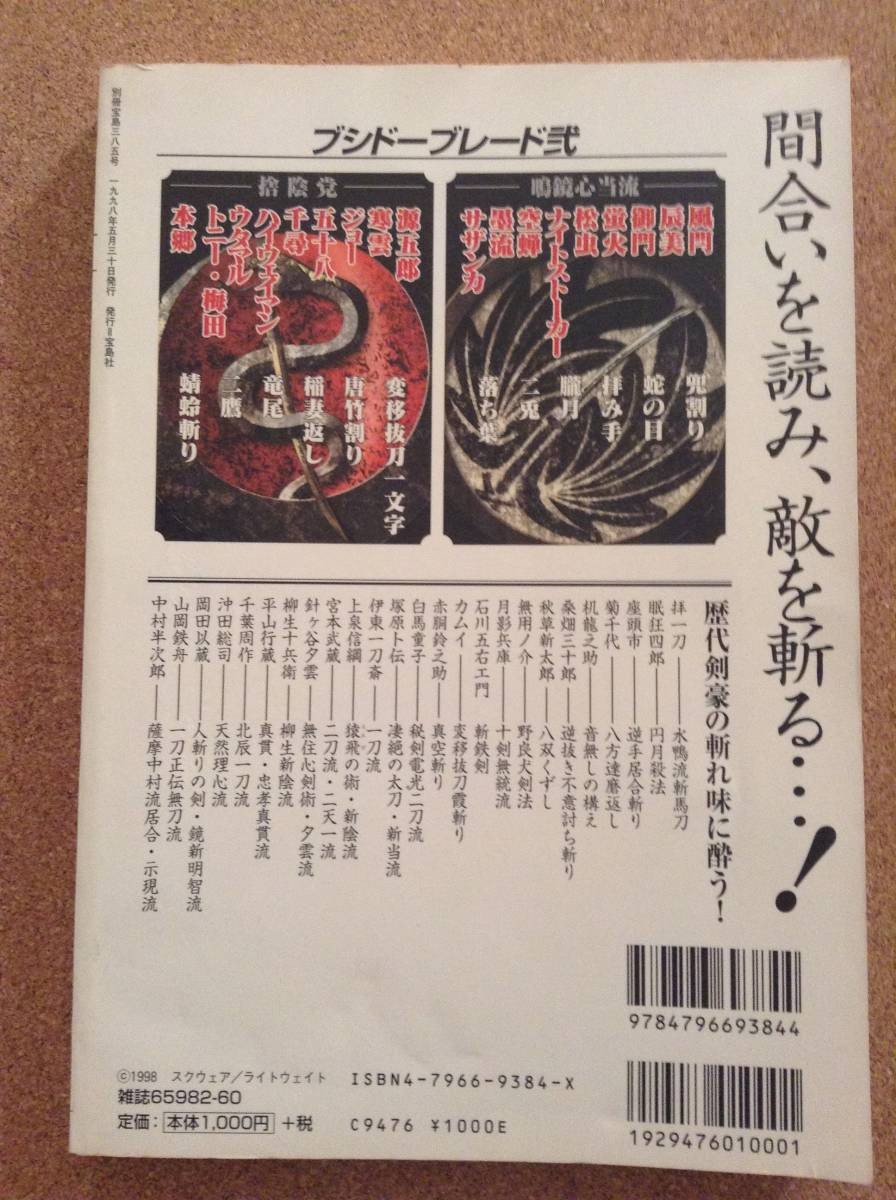 間合いを読み、敵を斬る…！
ブシドーブレード弐
鳴鏡心当流
風門
辰美
御門
蛍火
松虫
ナイトストーカー
空蝉
墨流
サザンカ
兜割り
蛇の目
拝み手
朧月
二兎
落ち葉
捨陰党
源五郎
寒雲
ジョー
五十八
千尋
ハイウェイマン
ウタマル
トニー・梅田
本郷
変移抜刀一文字
唐竹割り
稲妻返し
竜尾
二鷹
蜻蛉斬り
歴代剣豪の斬れ味に酔う！
拝一刀――水鴨流斬馬刀
眠狂四郎――円月殺法
座頭市――逆手居合斬り
菊千代――八方達磨返し
机龍之助――音無しの構え
桑畑三十郎――逆抜き不意討ち斬り
秋草新太郎――八双くずし
無用ノ介――野良犬剣法
月影兵庫――十剣無統流
石川五右エ門――斬鉄剣
カムイ――変移抜刀霞斬り
赤胴鈴之助――真空斬り
白馬童子――秘剣電光二刀流
塚原卜伝――凄絶の太刀・新当流
伊東一刀斎――一刀流
上泉信綱――猿飛の術・新陰流
宮本武蔵――二刀流・二天一流
針ヶ谷夕雲――無住心剣術・夕雲流
柳生十兵衛――柳生新陰流
平山行蔵――真貫・忠孝真貫流
千葉周作――北辰一刀流
沖田総司――天然理心流
岡田以蔵――人斬りの剣・鏡新明智流
山岡鉄舟――一刀正伝無刀流
中村半次郎――薩摩中村流居合・示現流
別冊宝島三八五号　一九九八年五月三十日発行　発行＝宝島社
9784796693844
©1998　スクウェア／ライトウェイト
ISBN4-7966-9384-X
雑誌65982-60
定価：本体1,000円＋税
C9476 ¥1000E
1929476010001